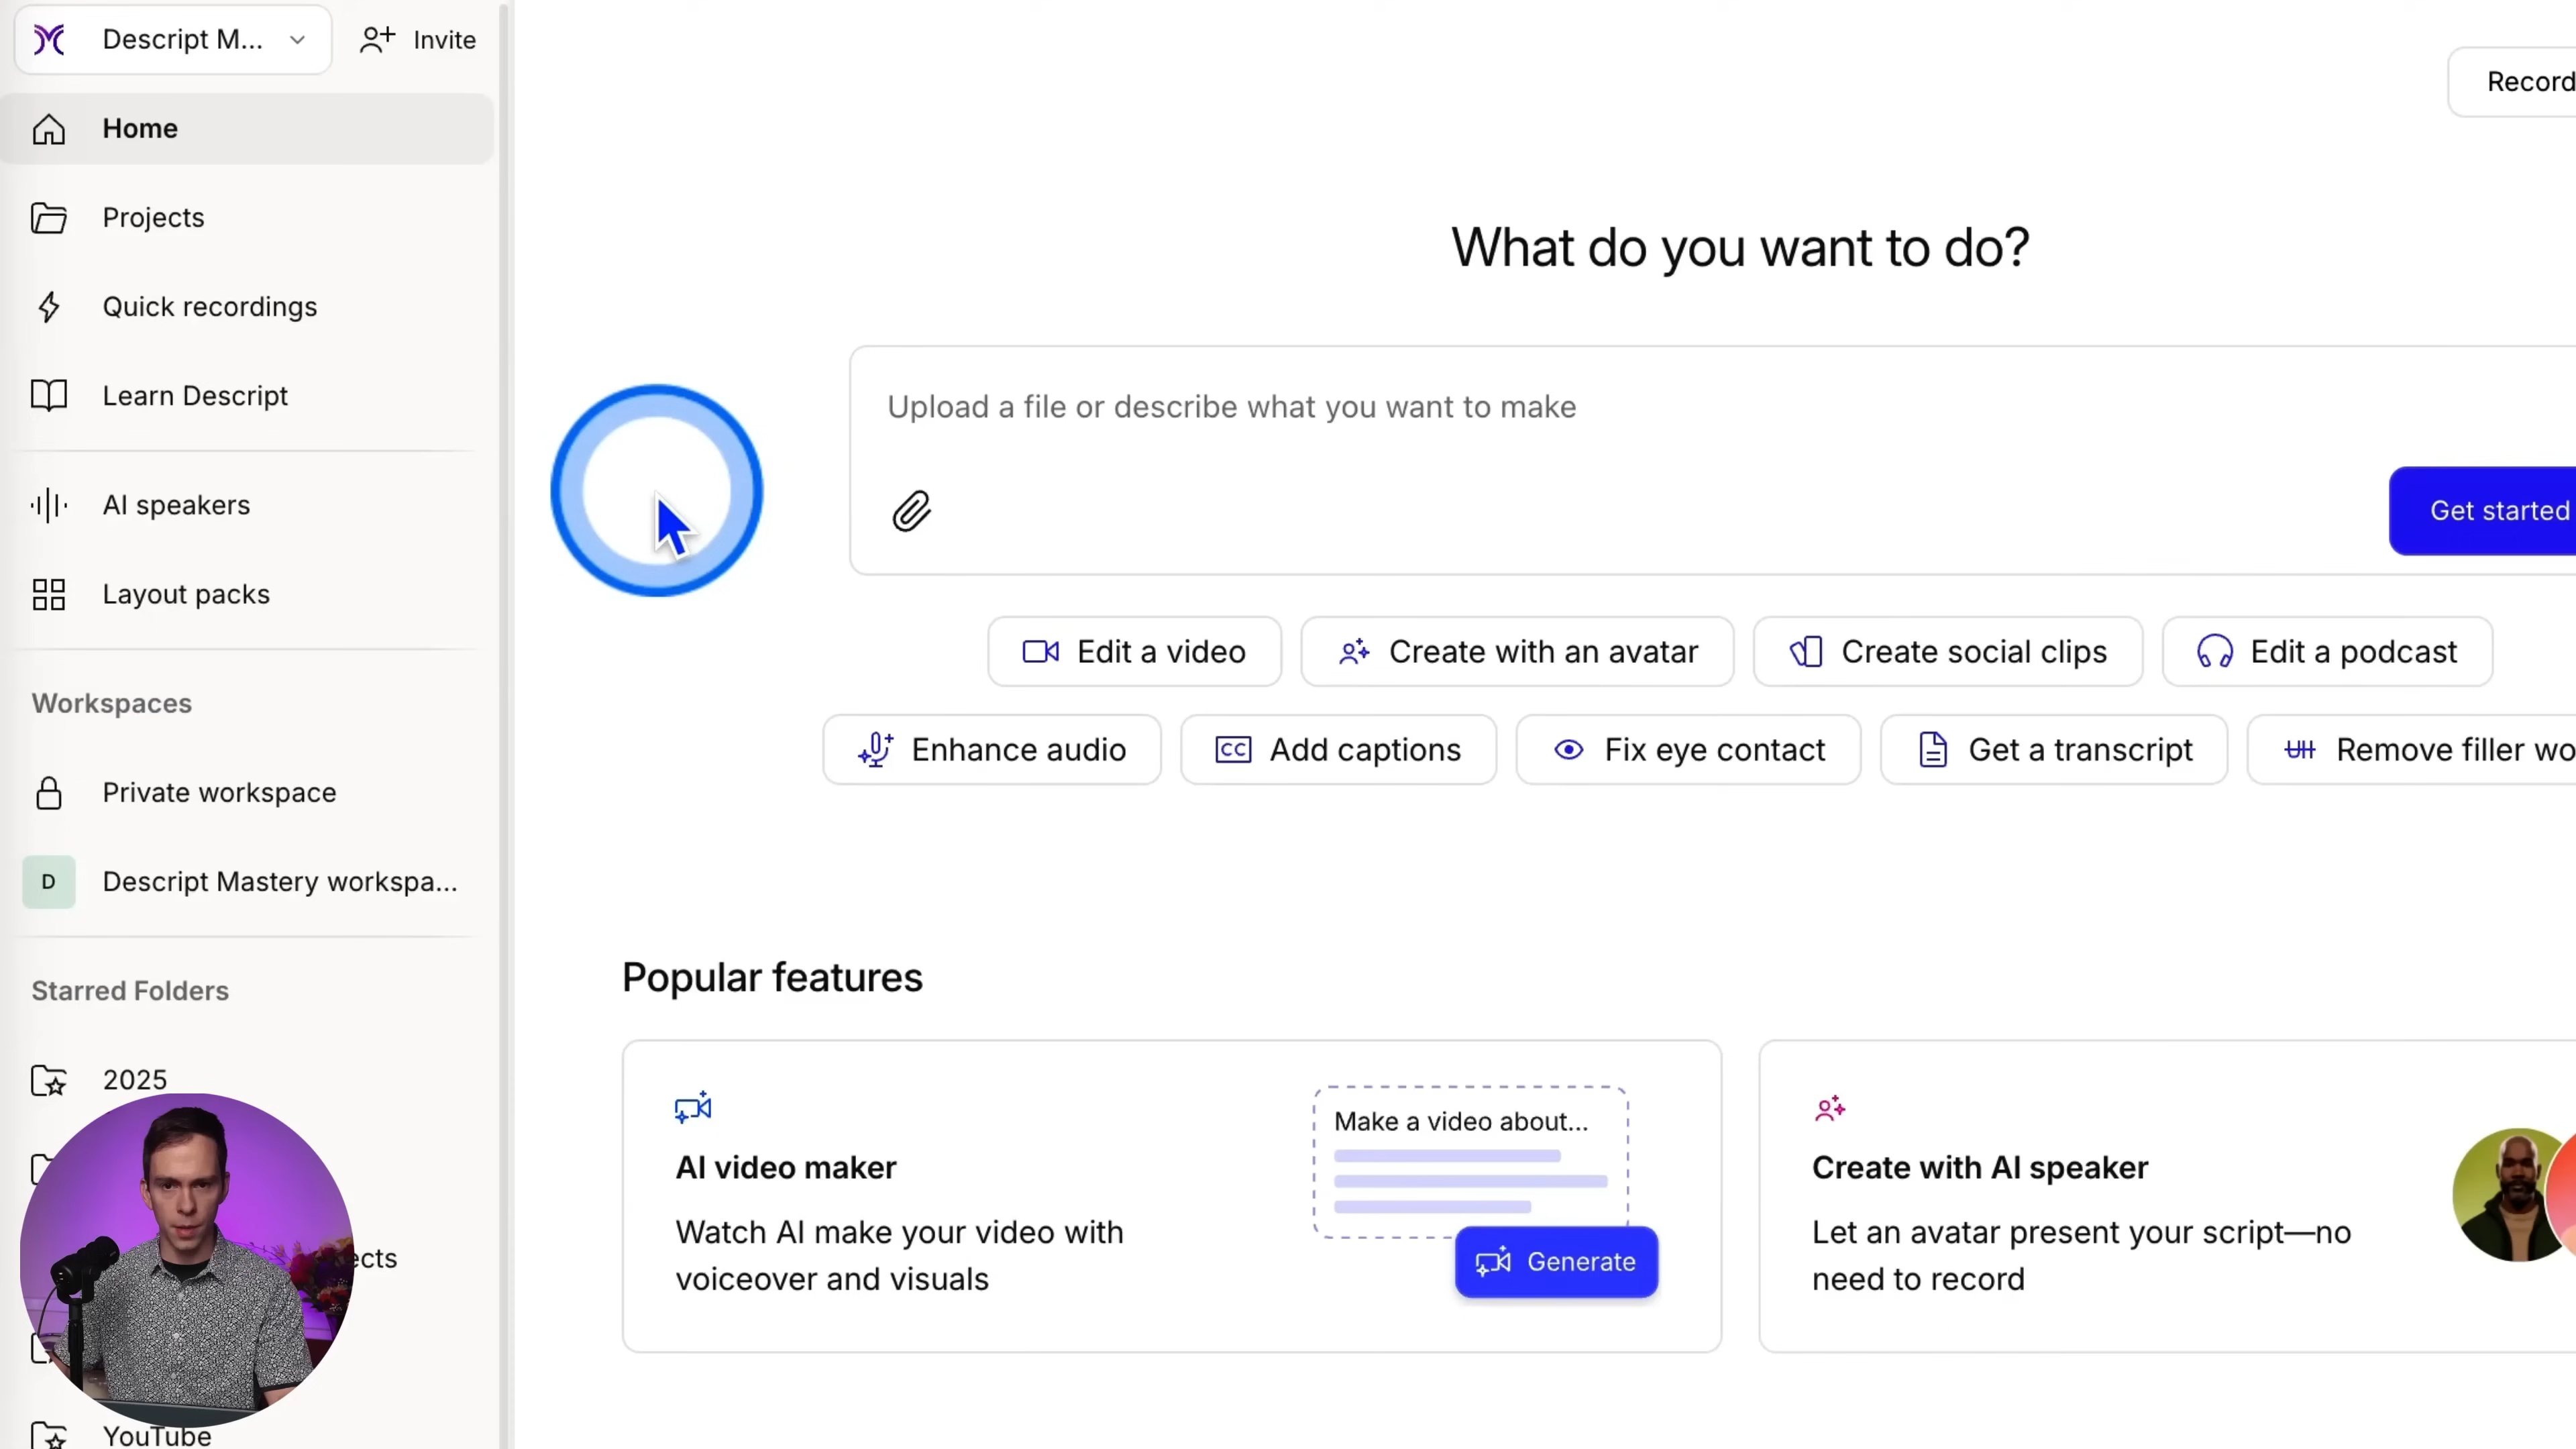 Descript M...
Invite
Home
Projects
Quick recordings
Learn Descript
AI speakers
Layout packs
Workspaces
Private workspace
D
Descript Mastery workspa...
Starred Folders
2025
ects
YouTube
Record
What do you want to do?
Upload a file or describe what you want to make
Get started
Edit a video
Create with an avatar
Create social clips
Edit a podcast
Enhance audio
CC
Add captions
Fix eye contact
Get a transcript
Remove filler wo
Popular features
AI video maker
Watch AI make your video with
voiceover and visuals
Make a video about...
Generate
Create with AI speaker
Let an avatar present your script—no
need to record